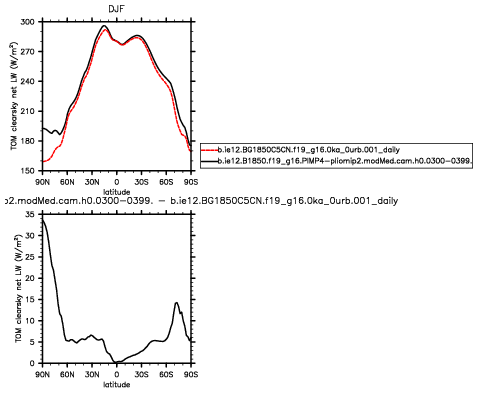 DJF
300
270
240
210
180
150
TOM clearsky net LW (W/m²)
90N 60N 30N 0 30S 60S 90S
latitude
b.ie12.BG1850C5CN.f19_g16.0ka_0urb.001_daily
b.ie12.B1850.f19_g16.PlMP4-pliomip2.modMed.cam.h0.0300-0399.
p2.modMed.cam.h0.0300-0399. - b.ie12.BG1850C5CN.f19_g16.0ka_0urb.001_daily
35
30
25
20
15
10
5
0
TOM clearsky net LW (W/m²)
90N 60N 30N 0 30S 60S 90S
latitude